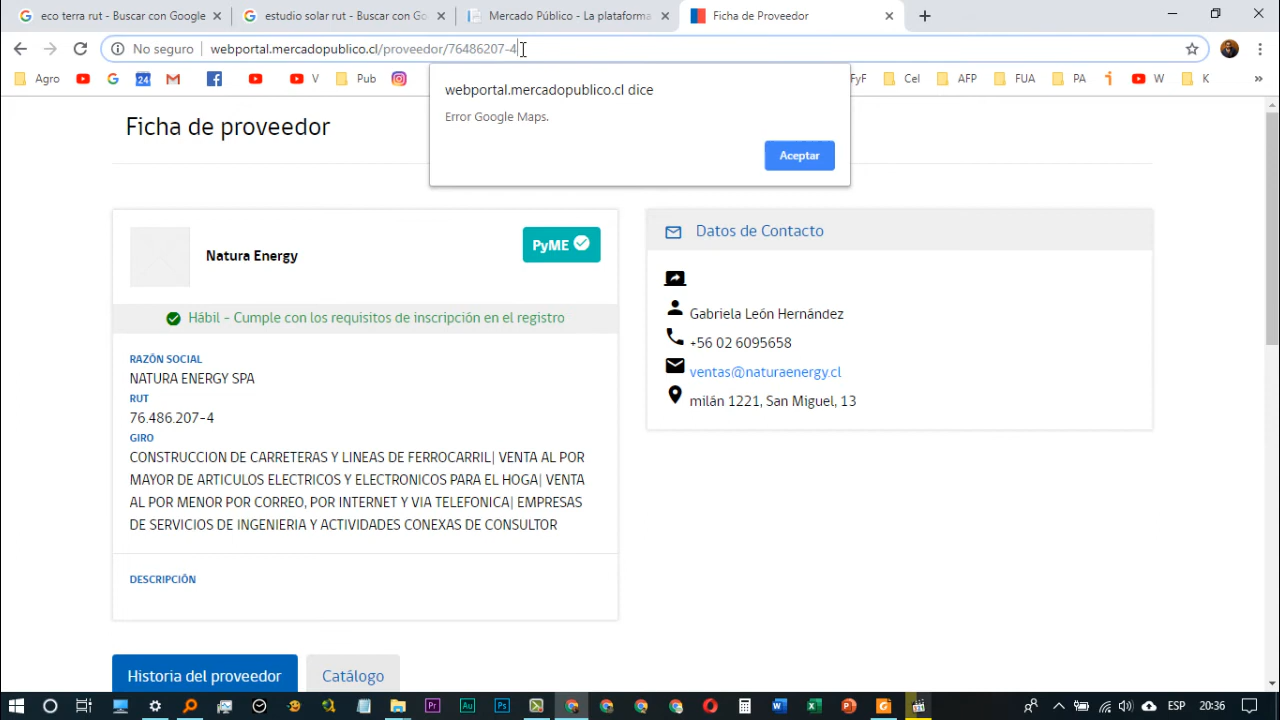 eco terra rut - Buscar con Google
estudio solar rut - Buscar con Go
Mercado Público - La plataforma
Ficha de Proveedor
No seguro
webportal.mercadopublico.cl/proveedor/76486207-4
Agro
24
V
Pub
FyF
Cel
AFP
FUA
PA
W
K
webportal.mercadopublico.cl dice
Error Google Maps.
Aceptar
Ficha de proveedor
Natura Energy
PyME
Hábil - Cumple con los requisitos de inscripción en el registro
RAZÓN SOCIAL
NATURA ENERGY SPA
RUT
76.486.207-4
GIRO
CONSTRUCCION DE CARRETERAS Y LINEAS DE FERROCARRIL| VENTA AL POR
MAYOR DE ARTICULOS ELECTRICOS Y ELECTRONICOS PARA EL HOGA| VENTA
AL POR MENOR POR CORREO, POR INTERNET Y VIA TELEFONICA| EMPRESAS
DE SERVICIOS DE INGENIERIA Y ACTIVIDADES CONEXAS DE CONSULTOR
DESCRIPCIÓN
Datos de Contacto
Gabriela León Hernández
+56 02 6095658
ventas@naturaenergy.cl
milán 1221, San Miguel, 13
Historia del proveedor
Catálogo
Pr
Au
Ps
ESP
20:36